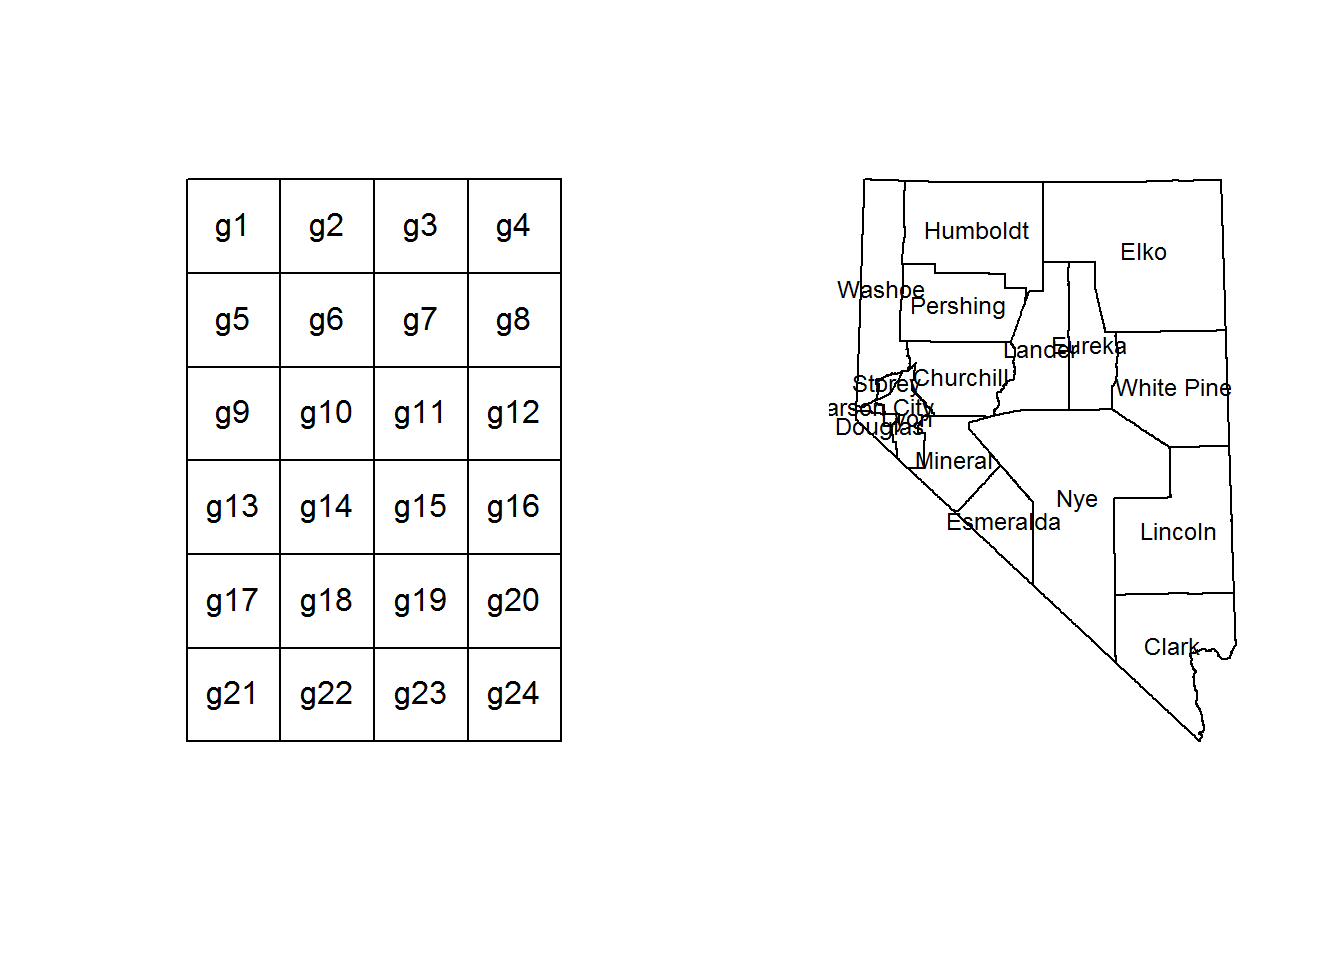 g1 g2 g3 g4
g5 g6 g7 g8
g9 g10 g11 g12
g13 g14 g15 g16
g17 g18 g19 g20
g21 g22 g23 g24
Humboldt
Elko
Washoe
Pershing
Lander
Eureka
Churchill
Storey
White Pine
arson City
Lyon
Douglas
Mineral
Nye
Esmeralda
Lincoln
Clark